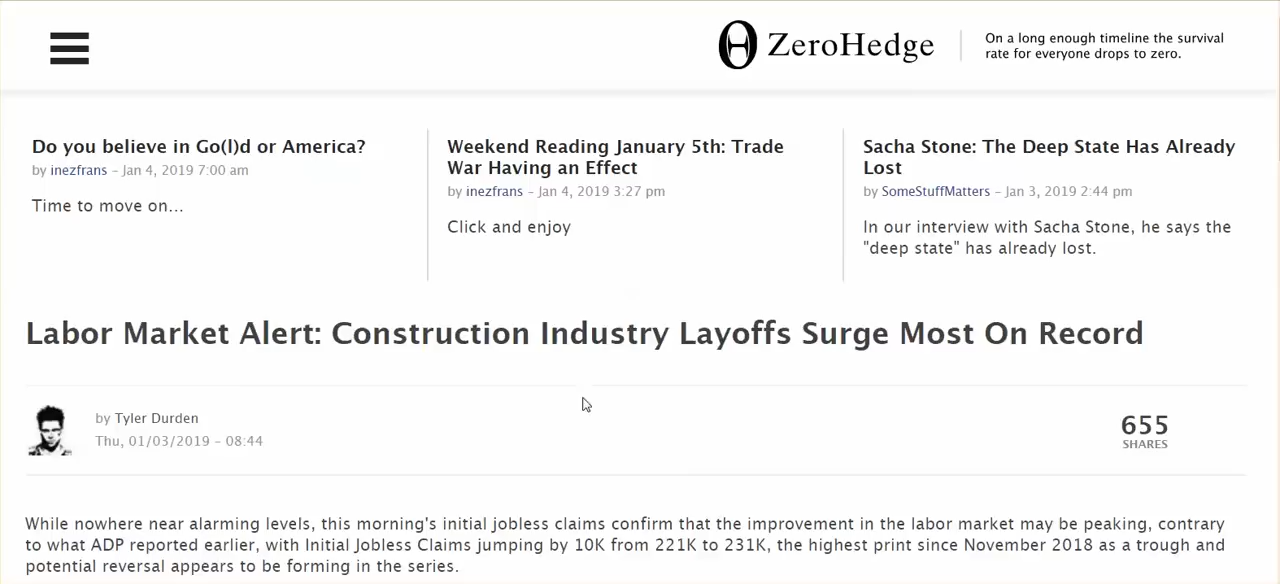 ZeroHedge
On a long enough timeline the survival
rate for everyone drops to zero.
Do you believe in Go(l)d or America?
by inezfrans – Jan 4, 2019 7:00 am
Time to move on...
Weekend Reading January 5th: Trade
War Having an Effect
by inezfrans – Jan 4, 2019 3:27 pm
Click and enjoy
Sacha Stone: The Deep State Has Already
Lost
by SomeStuffMatters – Jan 3, 2019 2:44 pm
In our interview with Sacha Stone, he says the
"deep state" has already lost.
Labor Market Alert: Construction Industry Layoffs Surge Most On Record
by Tyler Durden
Thu, 01/03/2019 – 08:44
655
SHARES
While nowhere near alarming levels, this morning's initial jobless claims confirm that the improvement in the labor market may be peaking, contrary
to what ADP reported earlier, with Initial Jobless Claims jumping by 10K from 221K to 231K, the highest print since November 2018 as a trough and
potential reversal appears to be forming in the series.